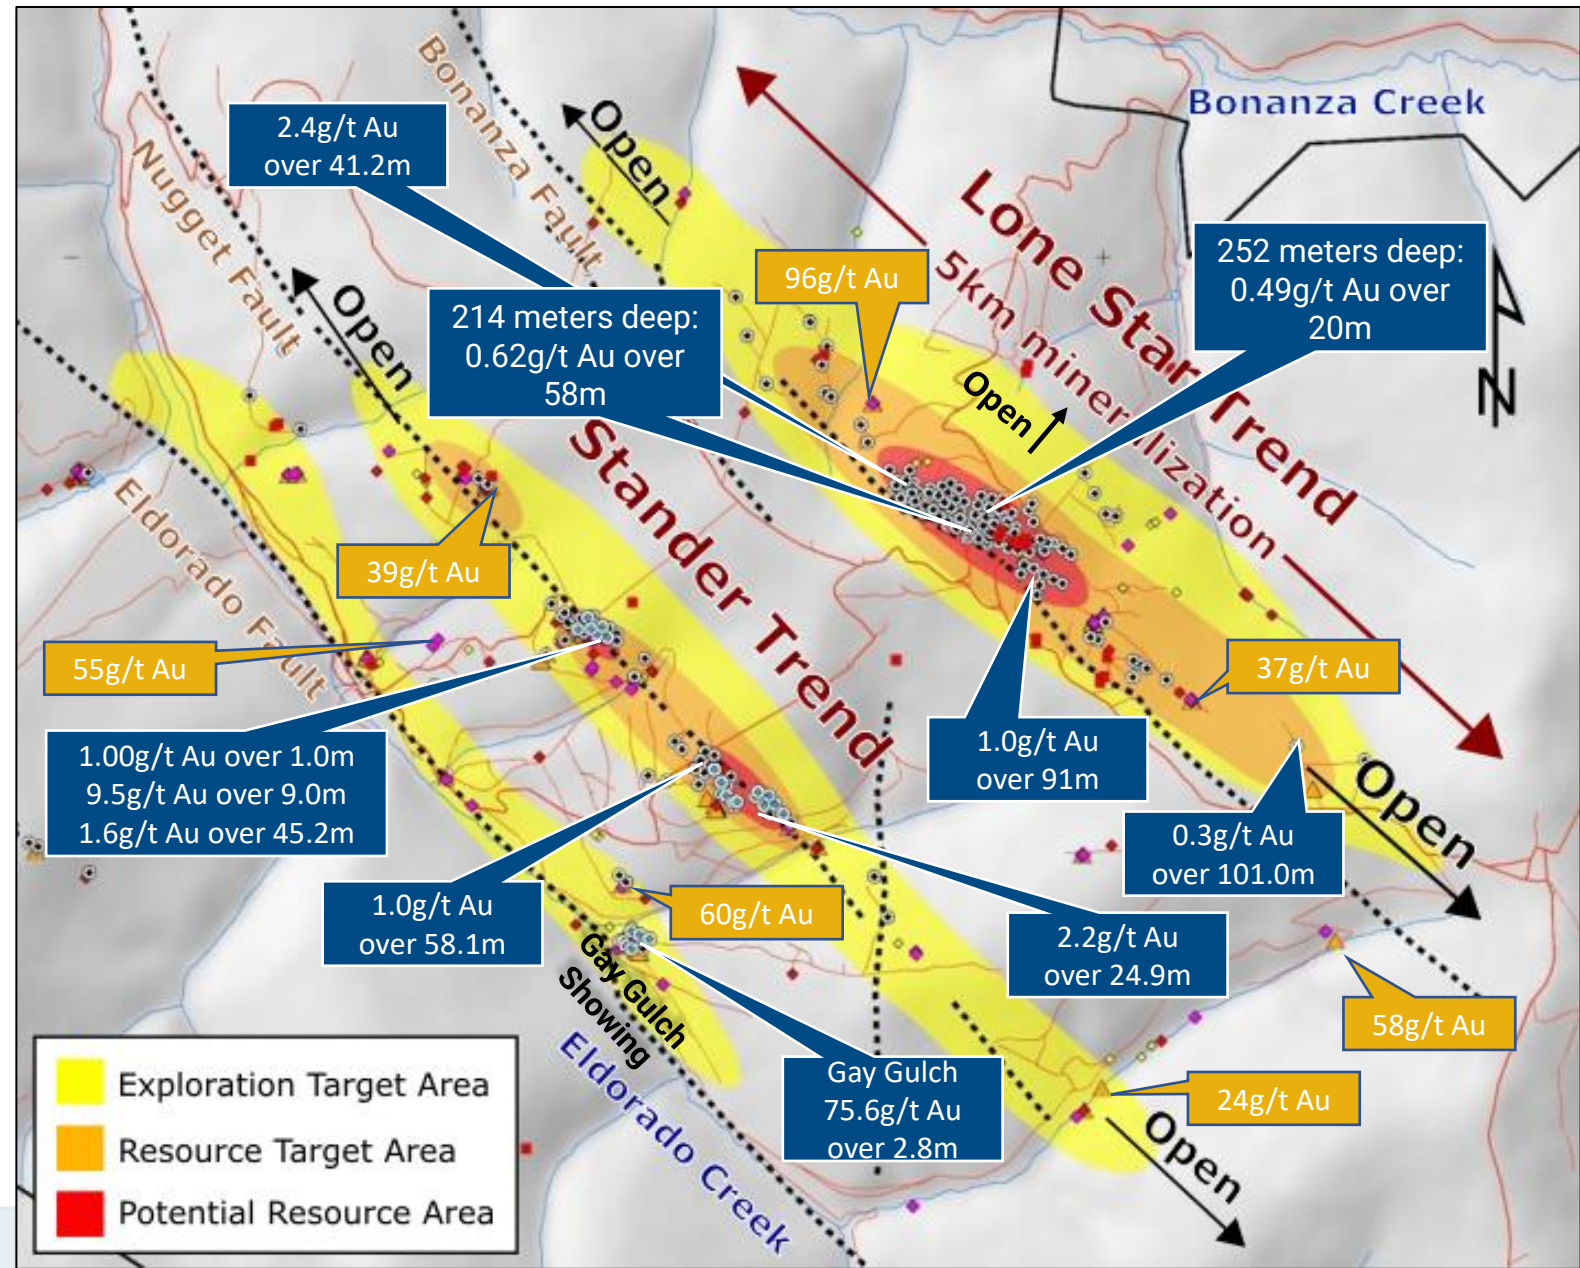 Bonanza Creek
Bonanza Fault
Nugget Fault
Eldorado Fault
Open
Open
Open
Open
Open
Lone Star Trend
5km mineralization
Stander Trend
N
2.4g/t Au
over 41.2m
96g/t Au
252 meters deep:
0.49g/t Au over
20m
214 meters deep:
0.62g/t Au over
58m
39g/t Au
55g/t Au
37g/t Au
1.00g/t Au over 1.0m
9.5g/t Au over 9.0m
1.6g/t Au over 45.2m
1.0g/t Au
over 91m
0.3g/t Au
over 101.0m
1.0g/t Au
over 58.1m
60g/t Au
2.2g/t Au
over 24.9m
58g/t Au
24g/t Au
Gay Gulch
Showing
Gay Gulch
75.6g/t Au
over 2.8m
Eldorado Creek
Exploration Target Area
Resource Target Area
Potential Resource Area